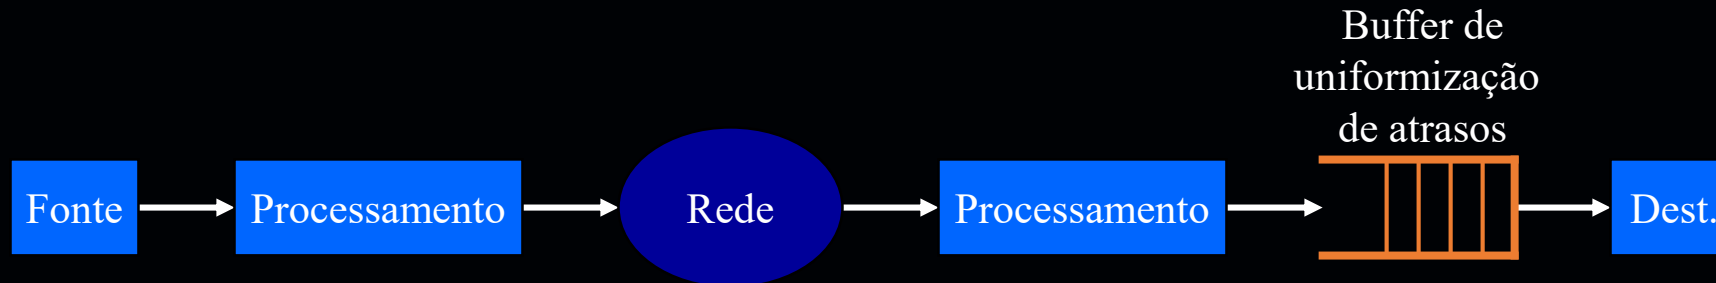 Buffer de
uniformização
de atrasos
Fonte
Processamento
Rede
Processamento
Dest.